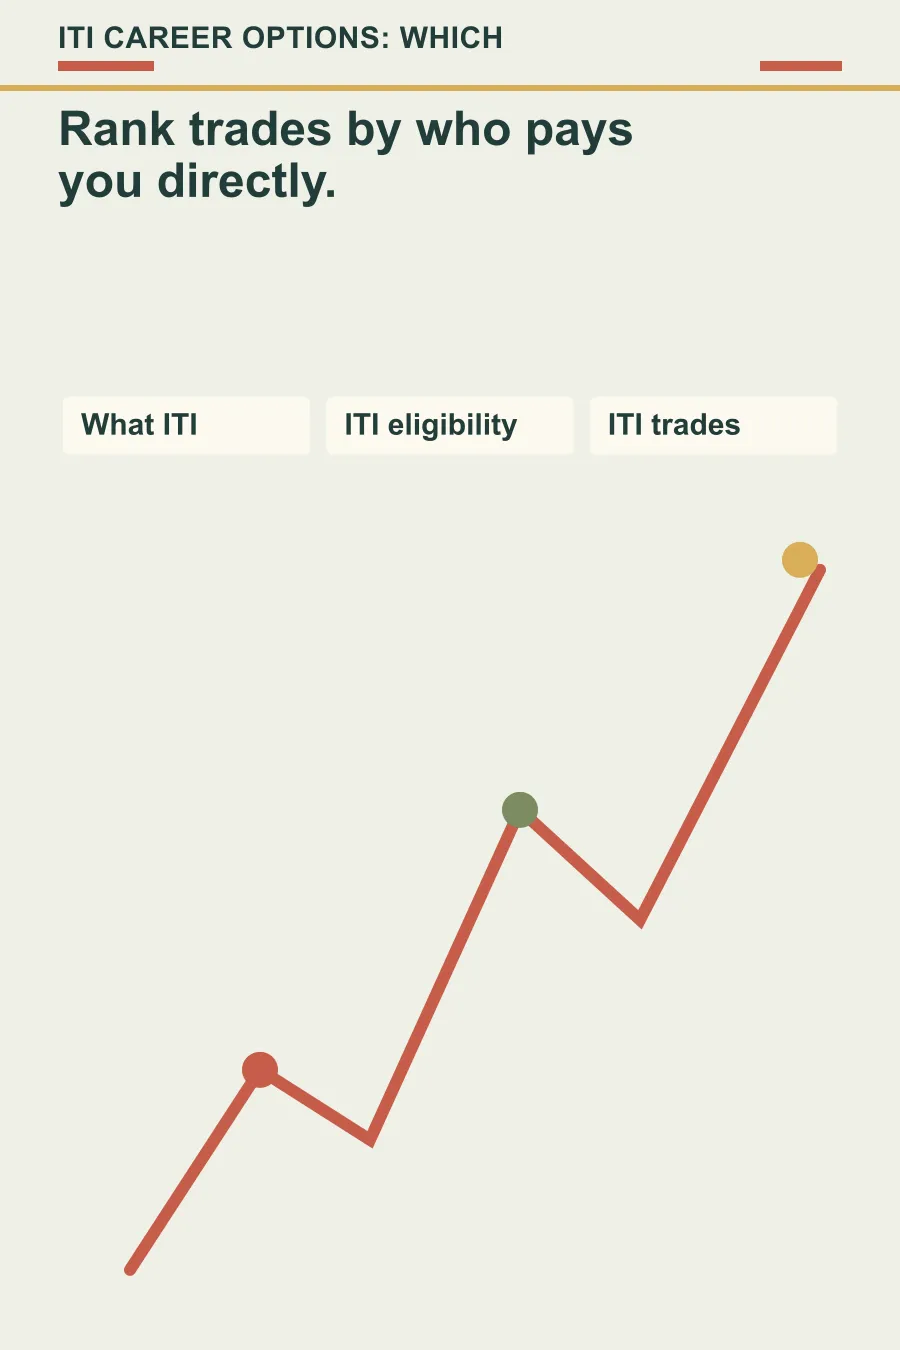 ITI CAREER OPTIONS: WHICH
Rank trades by who pays
you directly.
What ITI
ITI eligibility
ITI trades